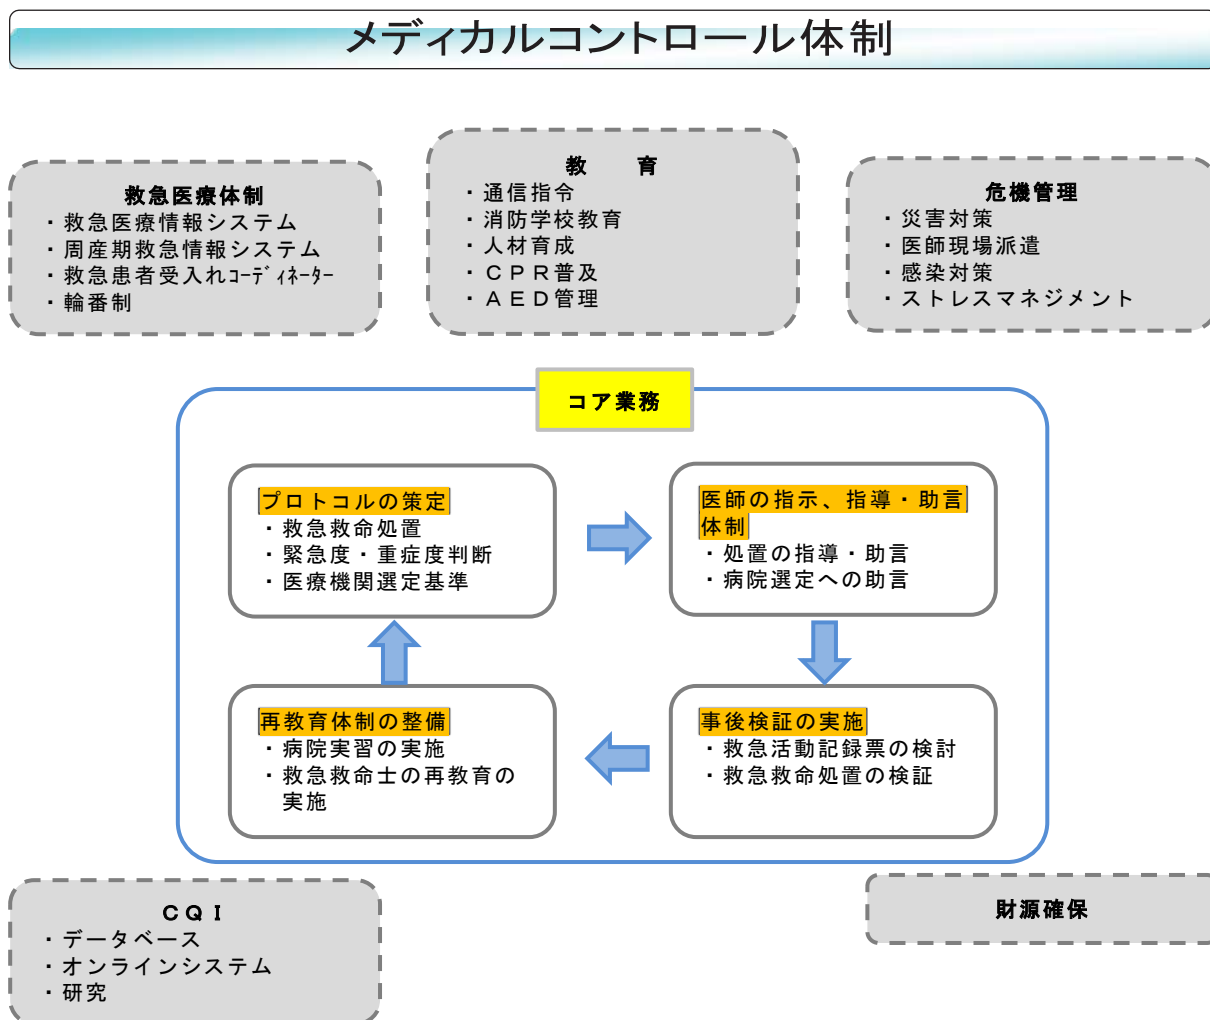 メディカルコントロール体制
救急医療体制
・救急医療情報システム
・周産期救急情報システム
・救急患者受入れｺｰﾃﾞｨﾈｰﾀｰ
・輪番制
教　育
・通信指令
・消防学校教育
・人材育成
・ＣＰＲ普及
・ＡＥＤ管理
危機管理
・災害対策
・医師現場派遣
・感染対策
・ストレスマネジメント
コア業務
プロトコルの策定
・救急救命処置
・緊急度・重症度判断
・医療機関選定基準
医師の指示、指導・助言
体制
・処置の指導・助言
・病院選定への助言
再教育体制の整備
・病院実習の実施
・救急救命士の再教育の
実施
事後検証の実施
・救急活動記録票の検討
・救急救命処置の検証
ＣＱＩ
・データベース
・オンラインシステム
・研究
財源確保